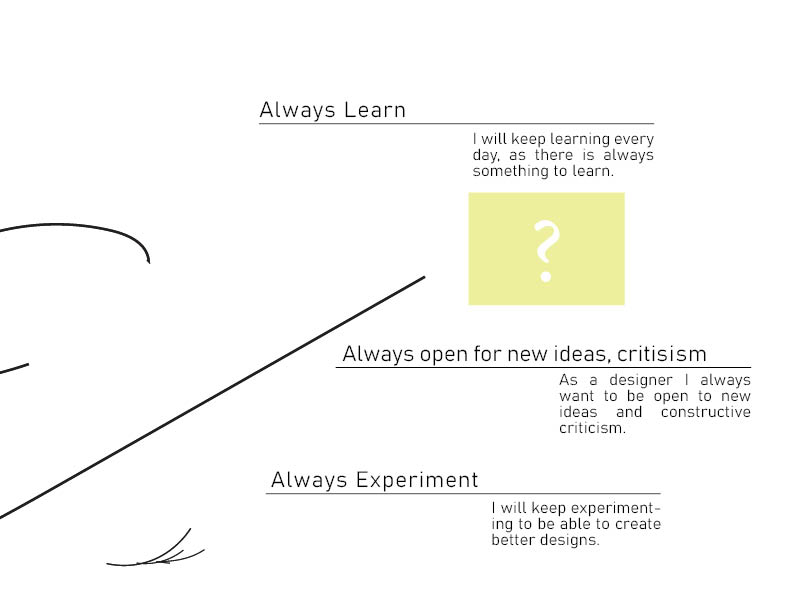 Always Learn
I will keep learning every
day, as there is always
something to learn.
?
Always open for new ideas, critisism
As a designer I always
want to be open to new
ideas and constructive
criticism.
Always Experiment
I will keep experiment-
ing to be able to create
better designs.